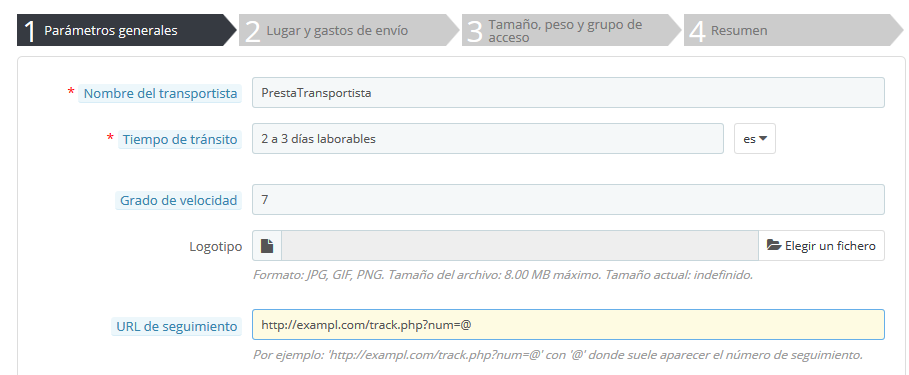 1 Parámetros generales
2 Lugar y gastos de envío
3 Tamaño, peso y grupo de
acceso
4 Resumen
* Nombre del transportista
PrestaTransportista
* Tiempo de tránsito
2 a 3 días laborables
es
Grado de velocidad
7
Logotipo
Elegir un fichero
Formato: JPG, GIF, PNG. Tamaño del archivo: 8.00 MB máximo. Tamaño actual: indefinido.
URL de seguimiento
http://exampl.com/track.php?num=@
Por ejemplo: 'http://exampl.com/track.php?num=@' con '@' donde suele aparecer el número de seguimiento.